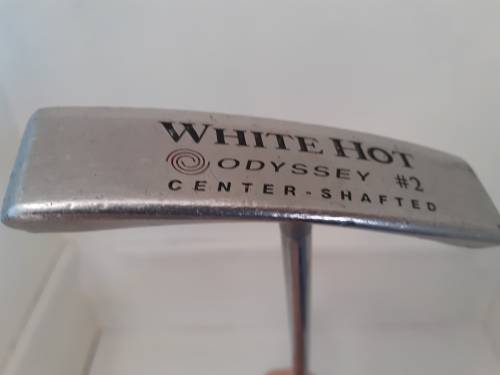 WHITE HOT
ODYSSEY #2
CENTER-SHAFTED